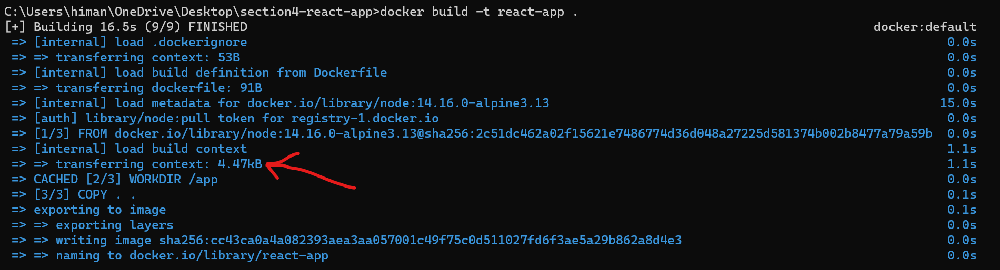 C:\Users\himan\OneDrive\Desktop\section4-react-app>docker build -t react-app .
[+] Building 16.5s (9/9) FINISHED docker:default
=> [internal] load .dockerignore 0.0s
=> => transferring context: 53B 0.0s
=> [internal] load build definition from Dockerfile 0.0s
=> => transferring dockerfile: 91B 0.0s
=> [internal] load metadata for docker.io/library/node:14.16.0-alpine3.13 15.0s
=> [auth] library/node:pull token for registry-1.docker.io 0.0s
=> [1/3] FROM docker.io/library/node:14.16.0-alpine3.13@sha256:2c51dc462a02f15621e7486774d36d048a27225d581374b002b8477a79a59b 0.0s
=> [internal] load build context 1.1s
=> => transferring context: 4.47kB 1.1s
=> CACHED [2/3] WORKDIR /app 0.0s
=> [3/3] COPY . . 0.1s
=> exporting to image 0.1s
=> => exporting layers 0.0s
=> => writing image sha256:cc43ca0a4a082393aea3aa057001c49f75c0d511027fd6f3ae5a29b862a8d4e3 0.0s
=> => naming to docker.io/library/react-app 0.0s